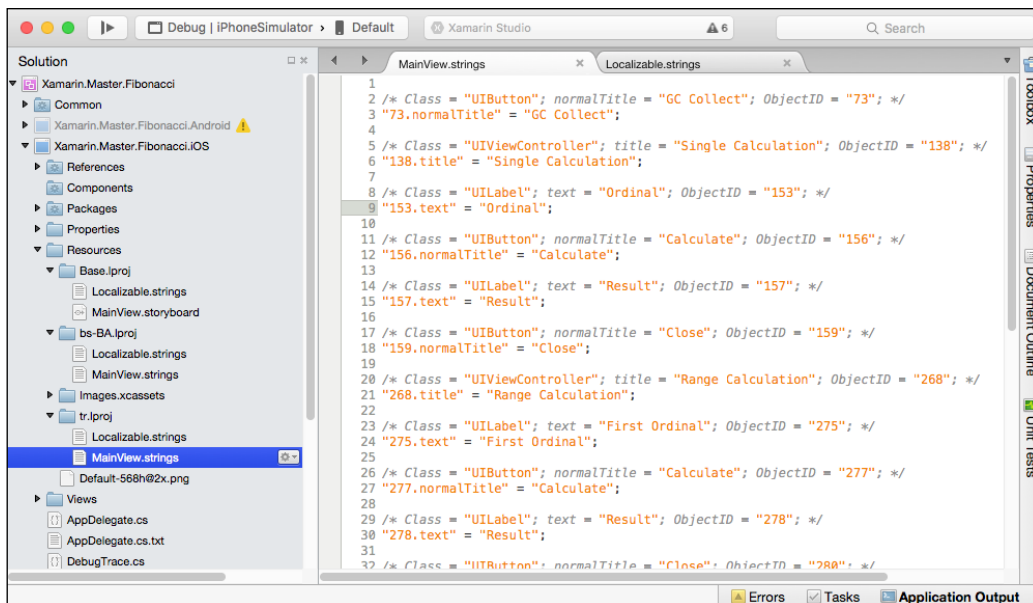 Debug | iPhoneSimulator › Default
Xamarin Studio
6
Search
Solution
Xamarin.Master.Fibonacci
Common
Xamarin.Master.Fibonacci.Android
Xamarin.Master.Fibonacci.iOS
References
Components
Packages
Properties
Resources
Base.lproj
Localizable.strings
MainView.storyboard
bs-BA.lproj
Localizable.strings
MainView.strings
Images.xcassets
tr.lproj
Localizable.strings
MainView.strings
Default-568h@2x.png
Views
AppDelegate.cs
AppDelegate.cs.txt
DebugTrace.cs
MainView.strings
Localizable.strings
1
2 /* Class = "UIButton"; normalTitle = "GC Collect"; ObjectID = "73"; */
3 "73.normalTitle" = "GC Collect";
4
5 /* Class = "UIViewController"; title = "Single Calculation"; ObjectID = "138"; */
6 "138.title" = "Single Calculation";
7
8 /* Class = "UILabel"; text = "Ordinal"; ObjectID = "153"; */
9 "153.text" = "Ordinal";
10
11 /* Class = "UIButton"; normalTitle = "Calculate"; ObjectID = "156"; */
12 "156.normalTitle" = "Calculate";
13
14 /* Class = "UILabel"; text = "Result"; ObjectID = "157"; */
15 "157.text" = "Result";
16
17 /* Class = "UIButton"; normalTitle = "Close"; ObjectID = "159"; */
18 "159.normalTitle" = "Close";
19
20 /* Class = "UIViewController"; title = "Range Calculation"; ObjectID = "268"; */
21 "268.title" = "Range Calculation";
22
23 /* Class = "UILabel"; text = "First Ordinal"; ObjectID = "275"; */
24 "275.text" = "First Ordinal";
25
26 /* Class = "UIButton"; normalTitle = "Calculate"; ObjectID = "277"; */
27 "277.normalTitle" = "Calculate";
28
29 /* Class = "UILabel"; text = "Result"; ObjectID = "278"; */
30 "278.text" = "Result";
31
32 /* Class = "UIButton"; normalTitle = "Close"; ObjectID = "280"; */
Toolbox
Properties
Document Outline
Unit Tests
Errors
Tasks
Application Output